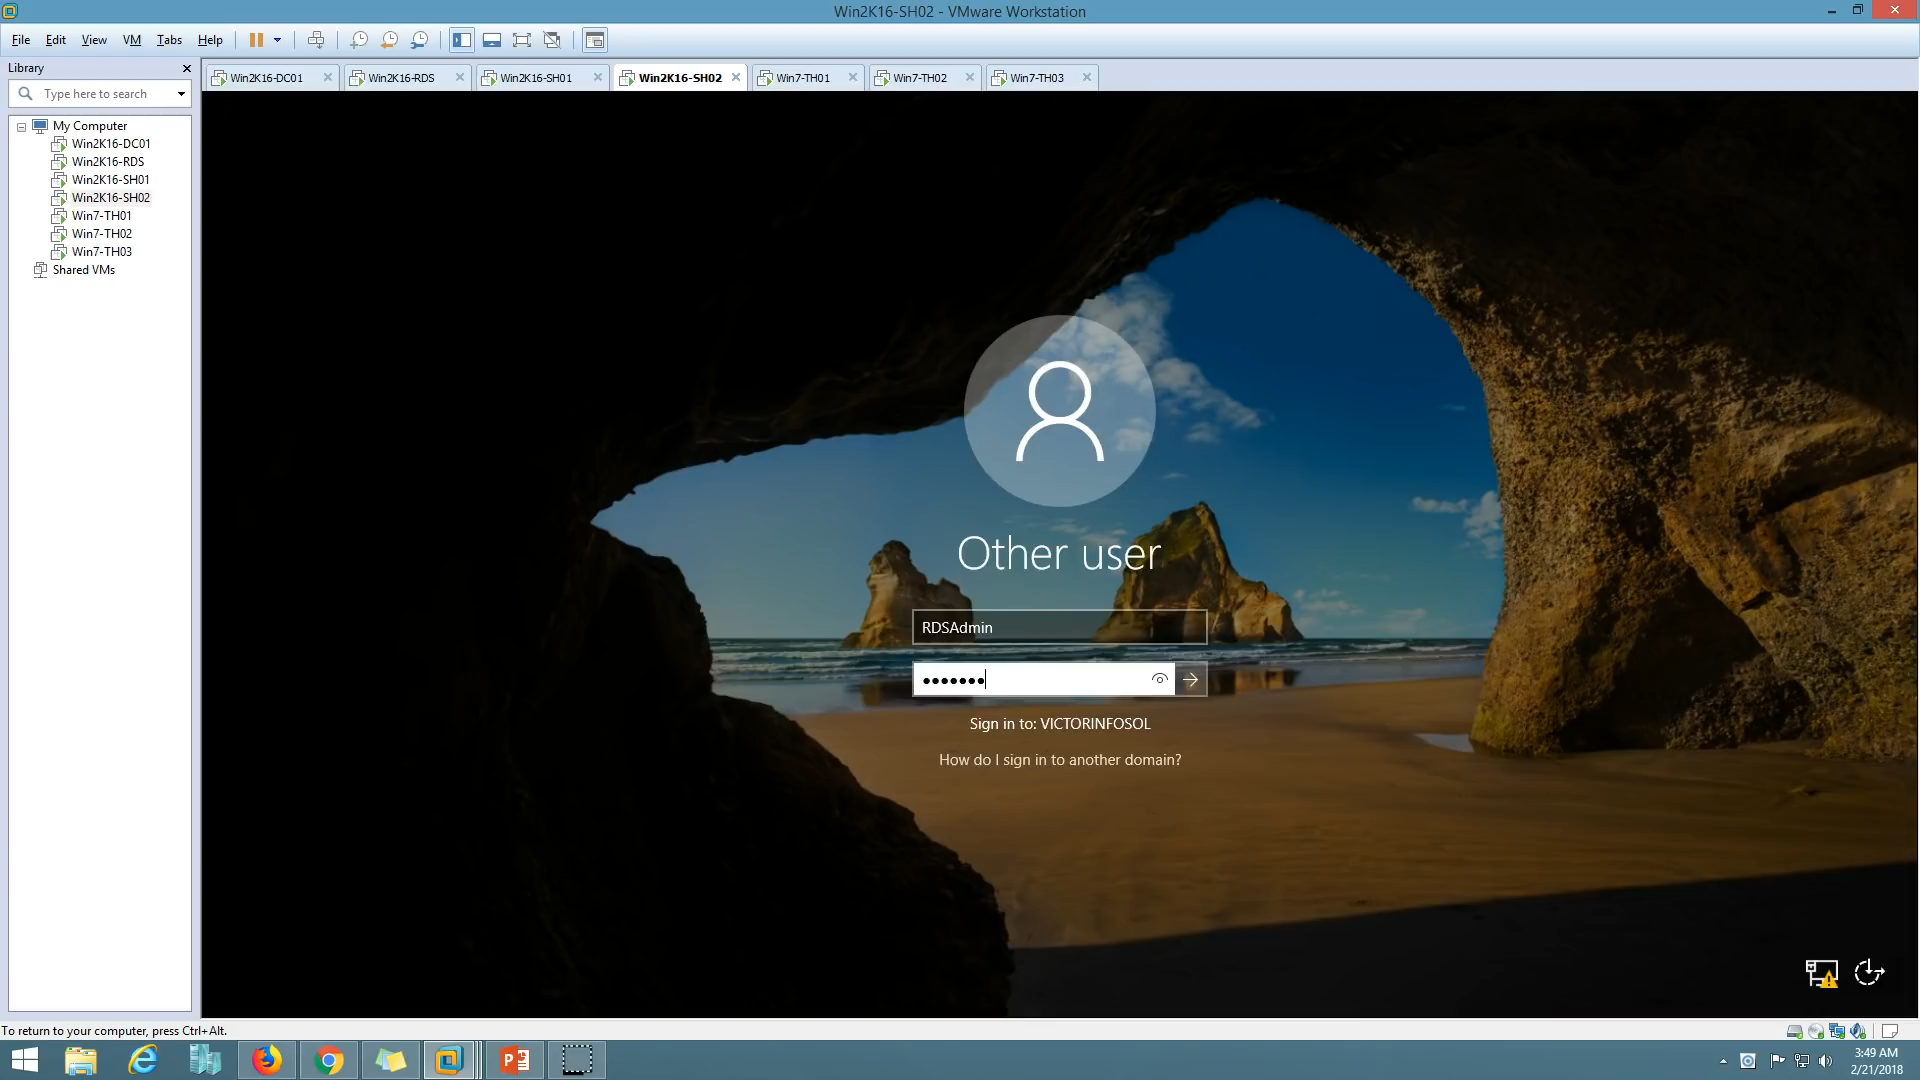 Win2K16-SH02 - VMware Workstation
File Edit View VM Tabs Help
Library
Type here to search
My Computer
Win2K16-DC01
Win2K16-RDS
Win2K16-SH01
Win2K16-SH02
Win7-TH01
Win7-TH02
Win7-TH03
Shared VMs
Win2K16-DC01 Win2K16-RDS Win2K16-SH01 Win2K16-SH02 Win7-TH01 Win7-TH02 Win7-TH03
Other user
RDSAdmin
Sign in to: VICTORINFOSOL
How do I sign in to another domain?
To return to your computer, press Ctrl+Alt.
3:49 AM
2/21/2018